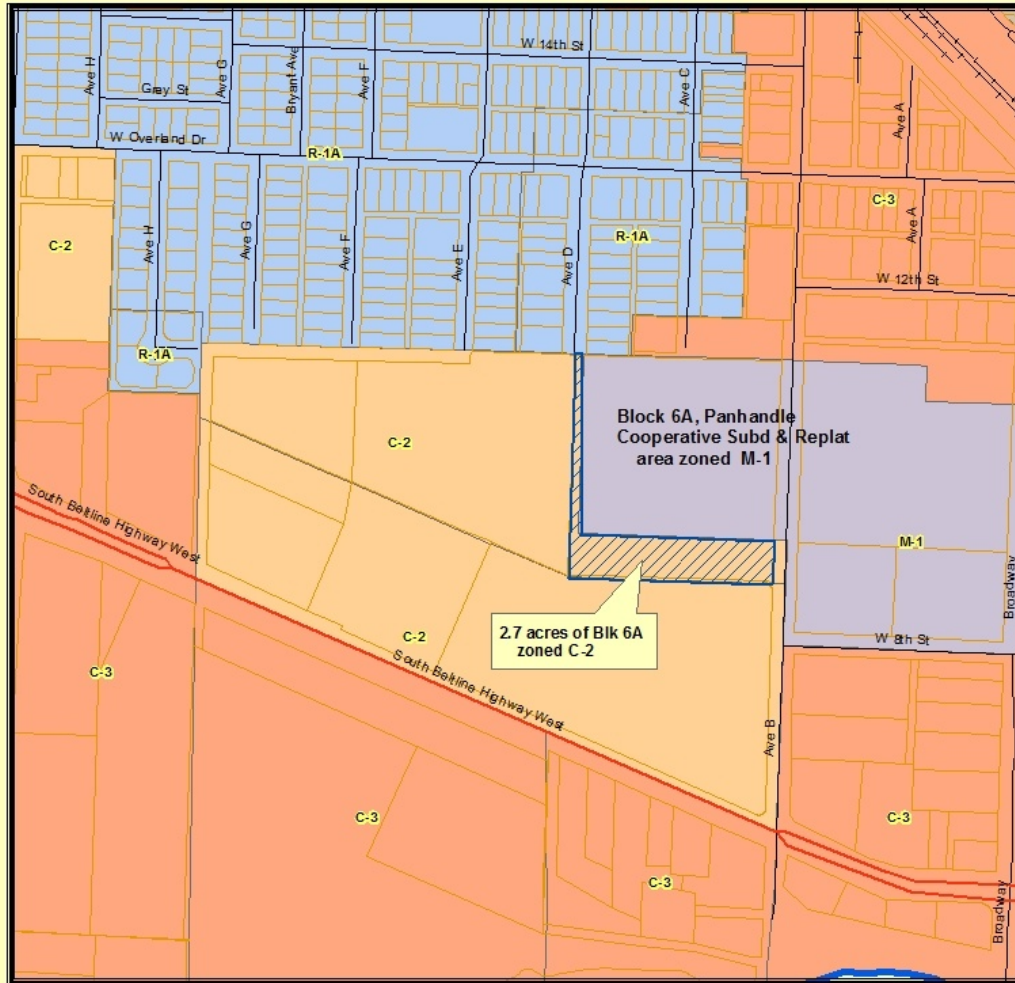 W 14th St
Ave H
Ave G
Bryant Ave
Ave F
Ave C
Gray St
Ave A
W Overland Dr
R-1A
C-3
C-2
Ave H
Ave G
Ave F
Ave E
Ave D
R-1A
Ave A
W 12th St
R-1A
Block 6A, Panhandle
Cooperative Subd & Replat
area zoned M-1
C-2
South Beltline Highway West
M-1
Broadway
2.7 acres of Blk 6A
zoned C-2
W 8th St
C-2
South Beltline Highway West
C-3
Ave B
C-3
C-3
C-3
Broadway